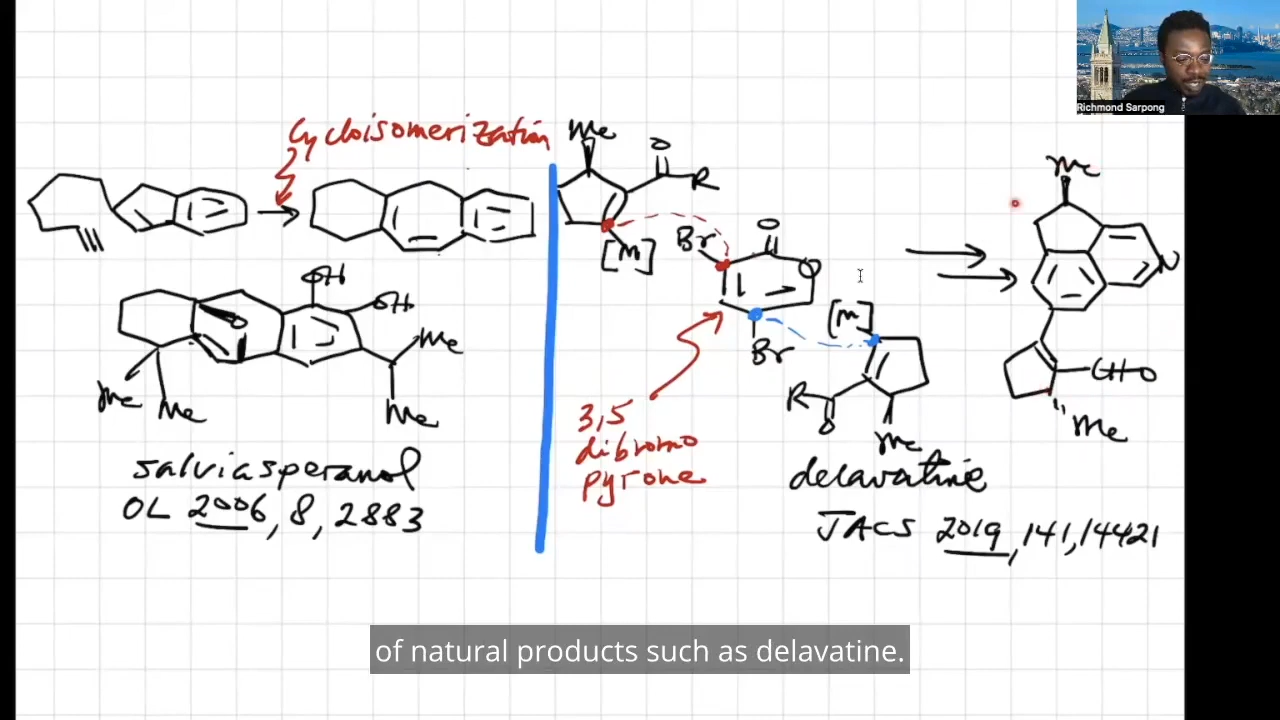 Richmond Sarpong
Cycloisomerization
Me
O
R
[M]
Br
O
O
Br
[M]
R
O
Me
Me
N
CHO
Me
OH
OH
O
Me
Me
Me
Me
salviasperanol
OL 2006, 8, 2883
3,5
dibromo
pyrone
delavatine
JACS 2019, 141, 14421
of natural products such as delavatine.